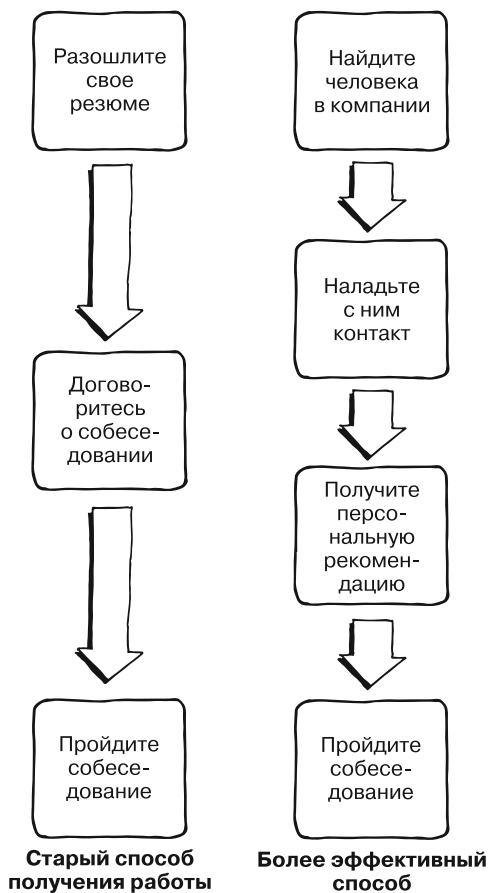 Разошлите
свое
резюме
Догово-
ритесь
о собесе-
довании
Пройдите
собесе-
дование
Старый способ
получения работы
Найдите
человека
в компании
Наладьте
с ним
контакт
Получите
персо-
нальную
рекомен-
дацию
Пройдите
собесе-
дование
Более эффективный
способ